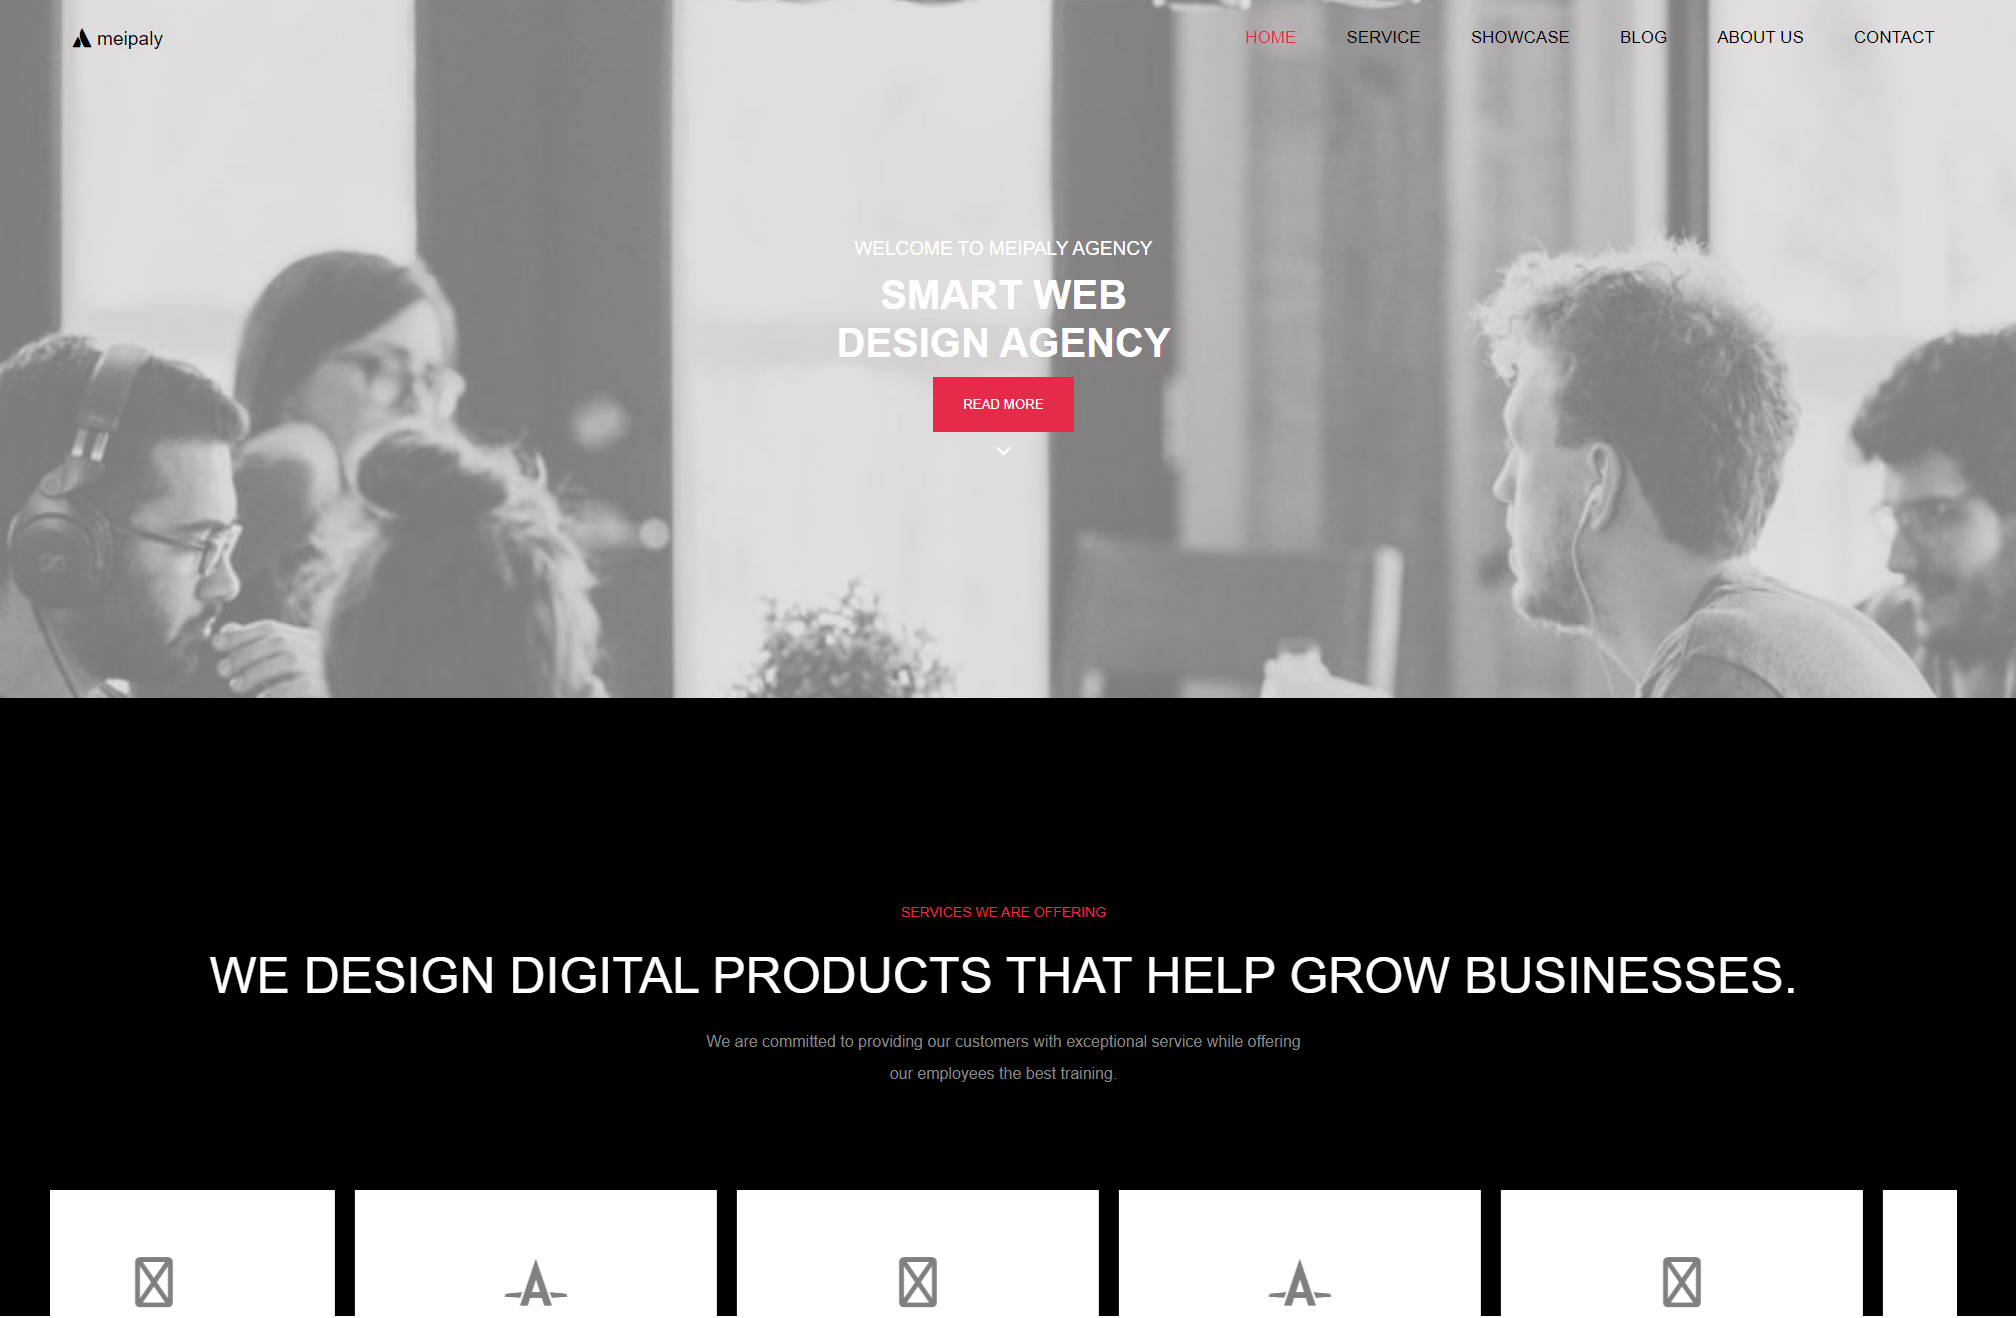 meipaly
HOME SERVICE SHOWCASE BLOG ABOUT US CONTACT
WELCOME TO MEIPALY AGENCY
SMART WEB
DESIGN AGENCY
READ MORE
SERVICES WE ARE OFFERING
WE DESIGN DIGITAL PRODUCTS THAT HELP GROW BUSINESSES.
We are committed to providing our customers with exceptional service while offering
our employees the best training.